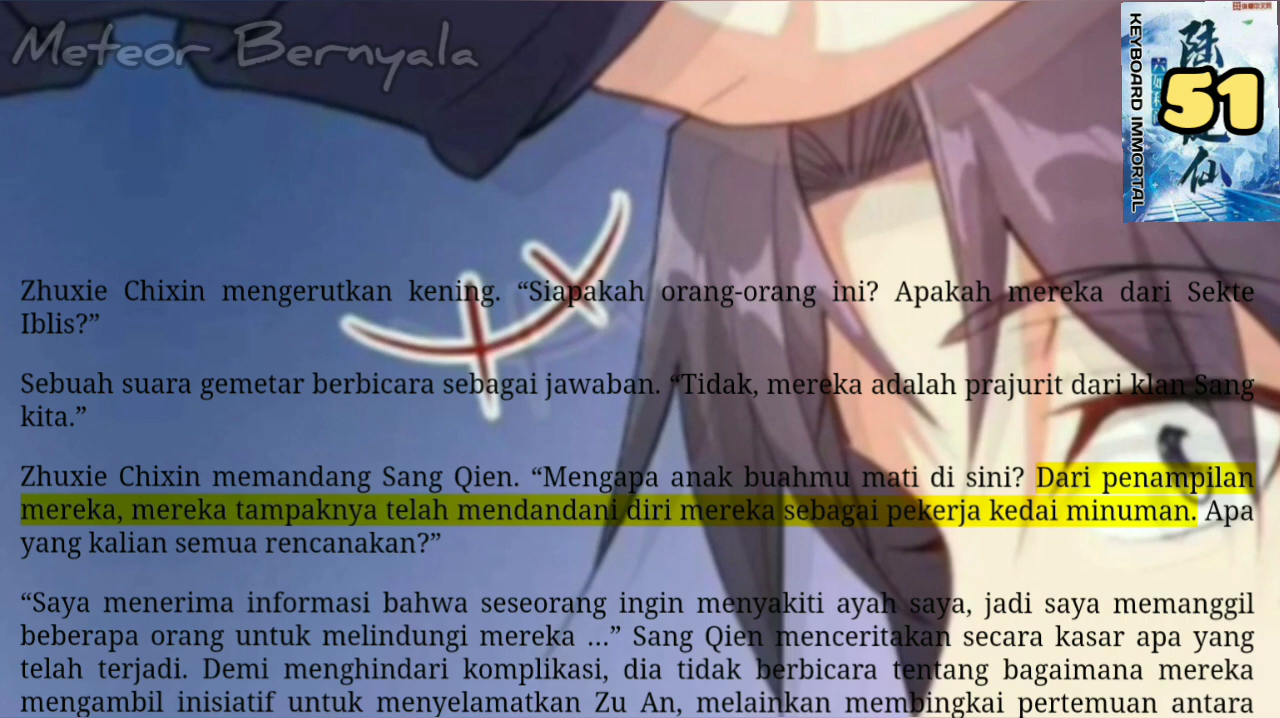 Meteor Bernyala
KEYBOARD IMMORTAL
51
仙
Zhuxie Chixin mengerutkan kening. “Siapakah orang-orang ini? Apakah mereka dari Sekte
Iblis?”
Sebuah suara gemetar berbicara sebagai jawaban. “Tidak, mereka adalah prajurit dari klan Sang
kita.”
Zhuxie Chixin memandang Sang Qien. “Mengapa anak buahmu mati di sini? Dari penampilan
mereka, mereka tampaknya telah mendandani diri mereka sebagai pekerja kedai minuman. Apa
yang kalian semua rencanakan?”
“Saya menerima informasi bahwa seseorang ingin menyakiti ayah saya, jadi saya memanggil
beberapa orang untuk melindungi mereka ...” Sang Qien menceritakan secara kasar apa yang
telah terjadi. Demi menghindari komplikasi, dia tidak berbicara tentang bagaimana mereka
mengambil inisiatif untuk menyelamatkan Zu An, melainkan membingkai pertemuan antara